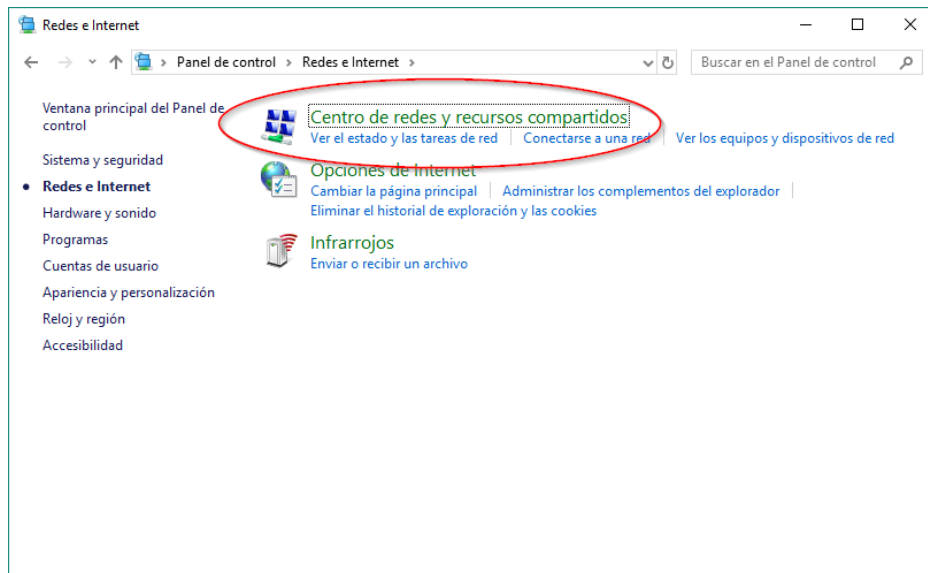 Redes e Internet
Panel de control > Redes e Internet >
Buscar en el Panel de control
Ventana principal del Panel de
control
Sistema y seguridad
Redes e Internet
Hardware y sonido
Programas
Cuentas de usuario
Apariencia y personalización
Reloj y región
Accesibilidad
Centro de redes y recursos compartidos
Ver el estado y las tareas de red
Conectarse a una red
Ver los equipos y dispositivos de red
Opciones de Internet
Cambiar la página principal
Administrar los complementos del explorador
Eliminar el historial de exploración y las cookies
Infrarrojos
Enviar o recibir un archivo